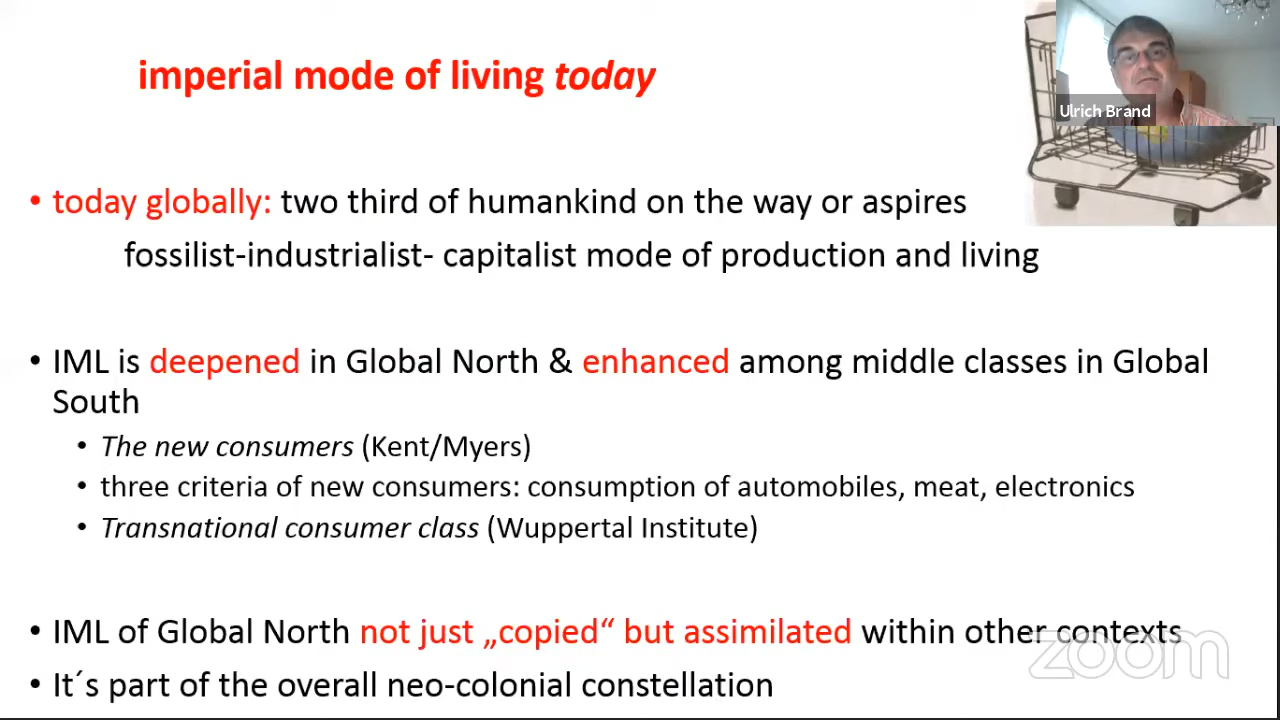 imperial mode of living today
Ulrich Brand
• today globally: two third of humankind on the way or aspires
fossilist-industrialist- capitalist mode of production and living
• IML is deepened in Global North & enhanced among middle classes in Global
South
• The new consumers (Kent/Myers)
• three criteria of new consumers: consumption of automobiles, meat, electronics
• Transnational consumer class (Wuppertal Institute)
• IML of Global North not just „copied“ but assimilated within other contexts
• It´s part of the overall neo-colonial constellation
zoom